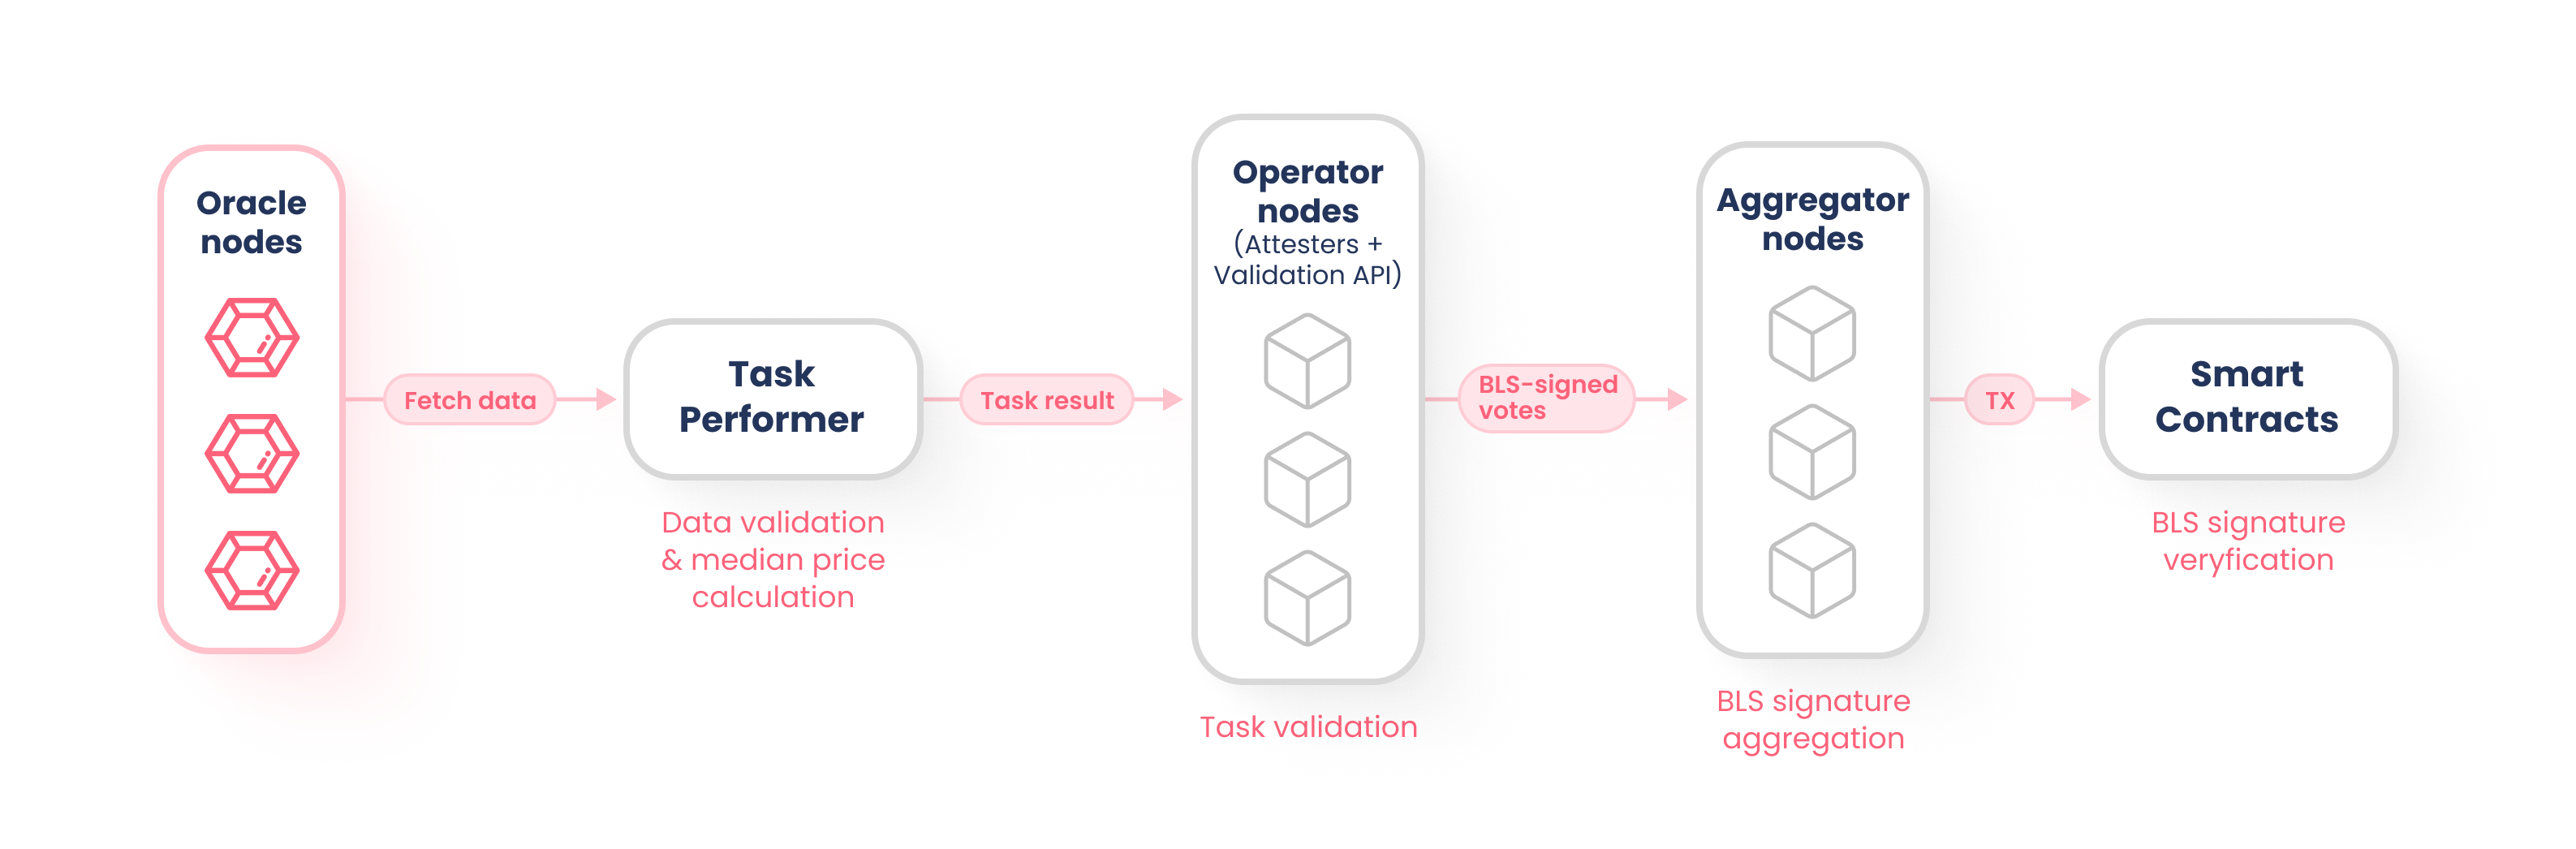 Oracle
nodes
Fetch data
Task
Performer
Data validation
& median price
calculation
Task result
Operator
nodes
(Attesters +
Validation API)
Task validation
BLS-signed
votes
Aggregator
nodes
BLS signature
aggregation
TX
Smart
Contracts
BLS signature
veryfication